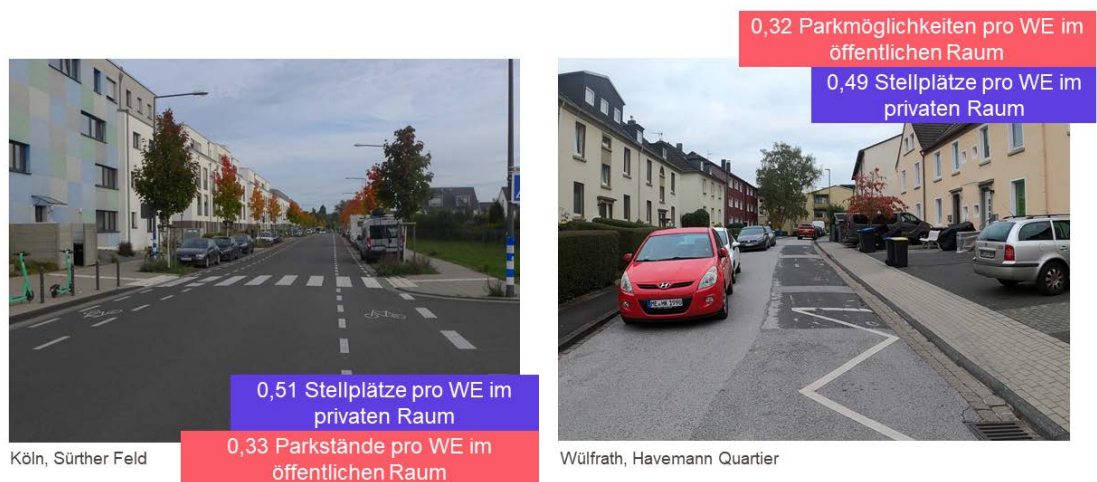 0,32 Parkmöglichkeiten pro WE im
öffentlichen Raum
0,49 Stellplätze pro WE im
privaten Raum
0,51 Stellplätze pro WE im
privaten Raum
0,33 Parkstände pro WE im
öffentlichen Raum
Köln, Sürther Feld
Wülfrath, Havemann Quartier